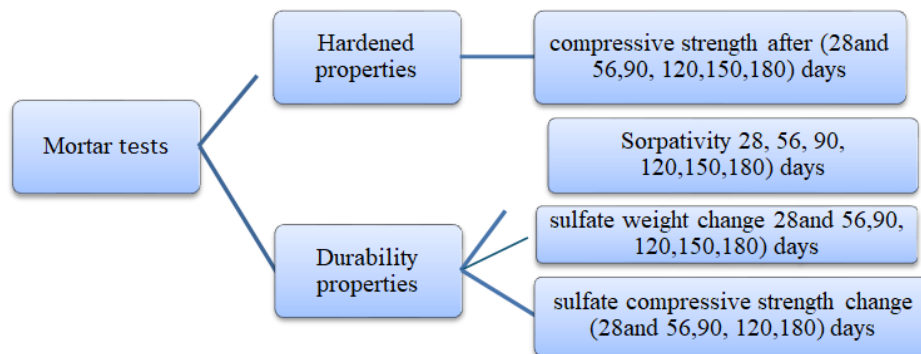 Mortar tests
Hardened
properties
compressive strength after (28and
56,90, 120,150,180) days
Durability
properties
Sorpativity 28, 56, 90,
120,150,180) days
sulfate weight change 28and 56,90,
120,150,180) days
sulfate compressive strength change
(28and 56,90, 120,180) days